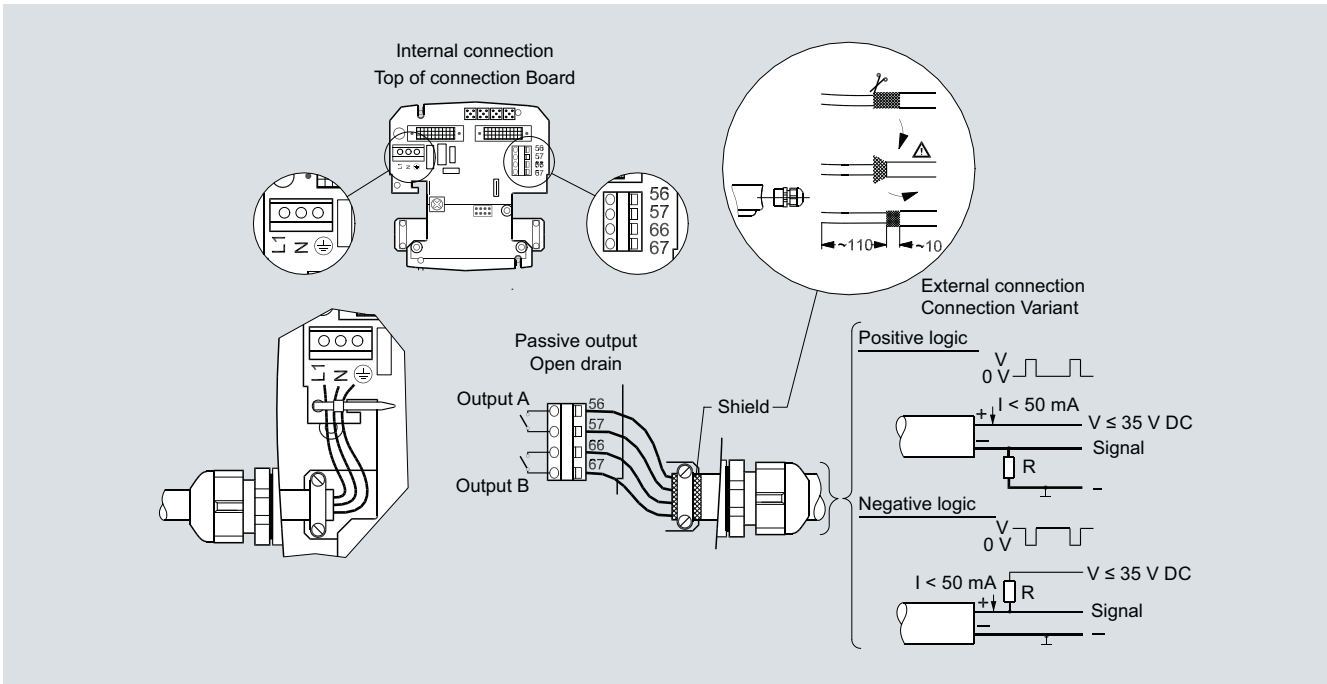 Internal connection
Top of connection Board
56
57
66
67
L1 N
L1 N
56
57
66
67
~110
~10
External connection
Connection Variant
Passive output
Open drain
Output A
Output B
56
57
66
67
Shield
L1 N
Positive logic
V
0 V
+
I < 50 mA
V ≤ 35 V DC
–
Signal
R
–
Negative logic
V
0 V
V ≤ 35 V DC
I < 50 mA
R
+
Signal
–
–